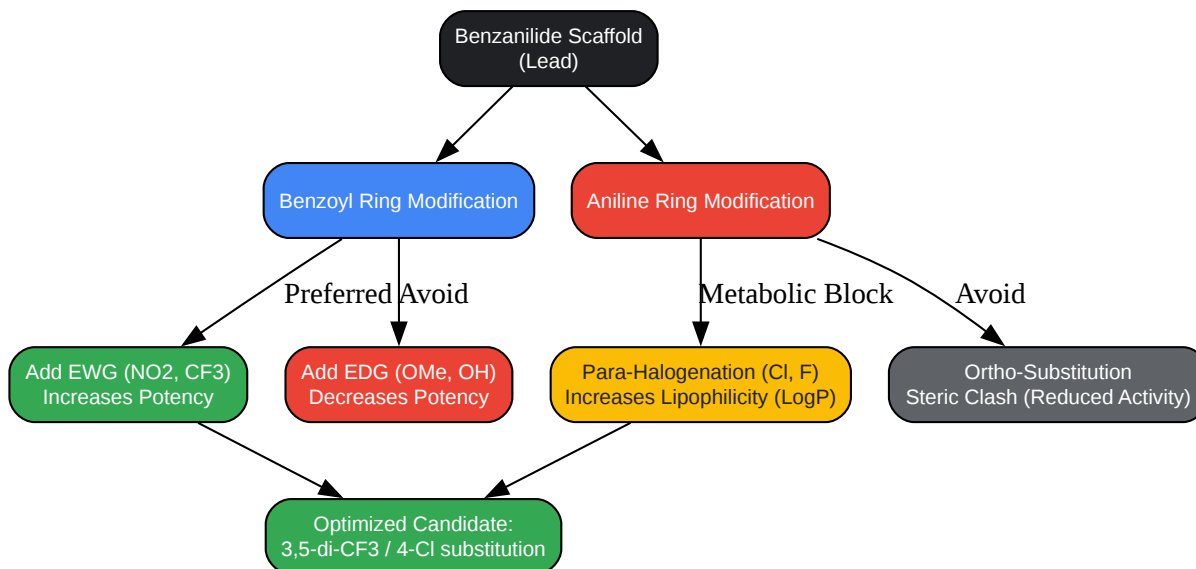 Benzanilide Scaffold
(Lead)
Benzoyl Ring Modification
Aniline Ring Modification
Preferred
Avoid
Metabolic Block
Avoid
Add EWG (NO2, CF3)
Increases Potency
Add EDG (OMe, OH)
Decreases Potency
Para-Halogenation (Cl, F)
Increases Lipophilicity (LogP)
Ortho-Substitution
Steric Clash (Reduced Activity)
Optimized Candidate:
3,5-di-CF3 / 4-Cl substitution